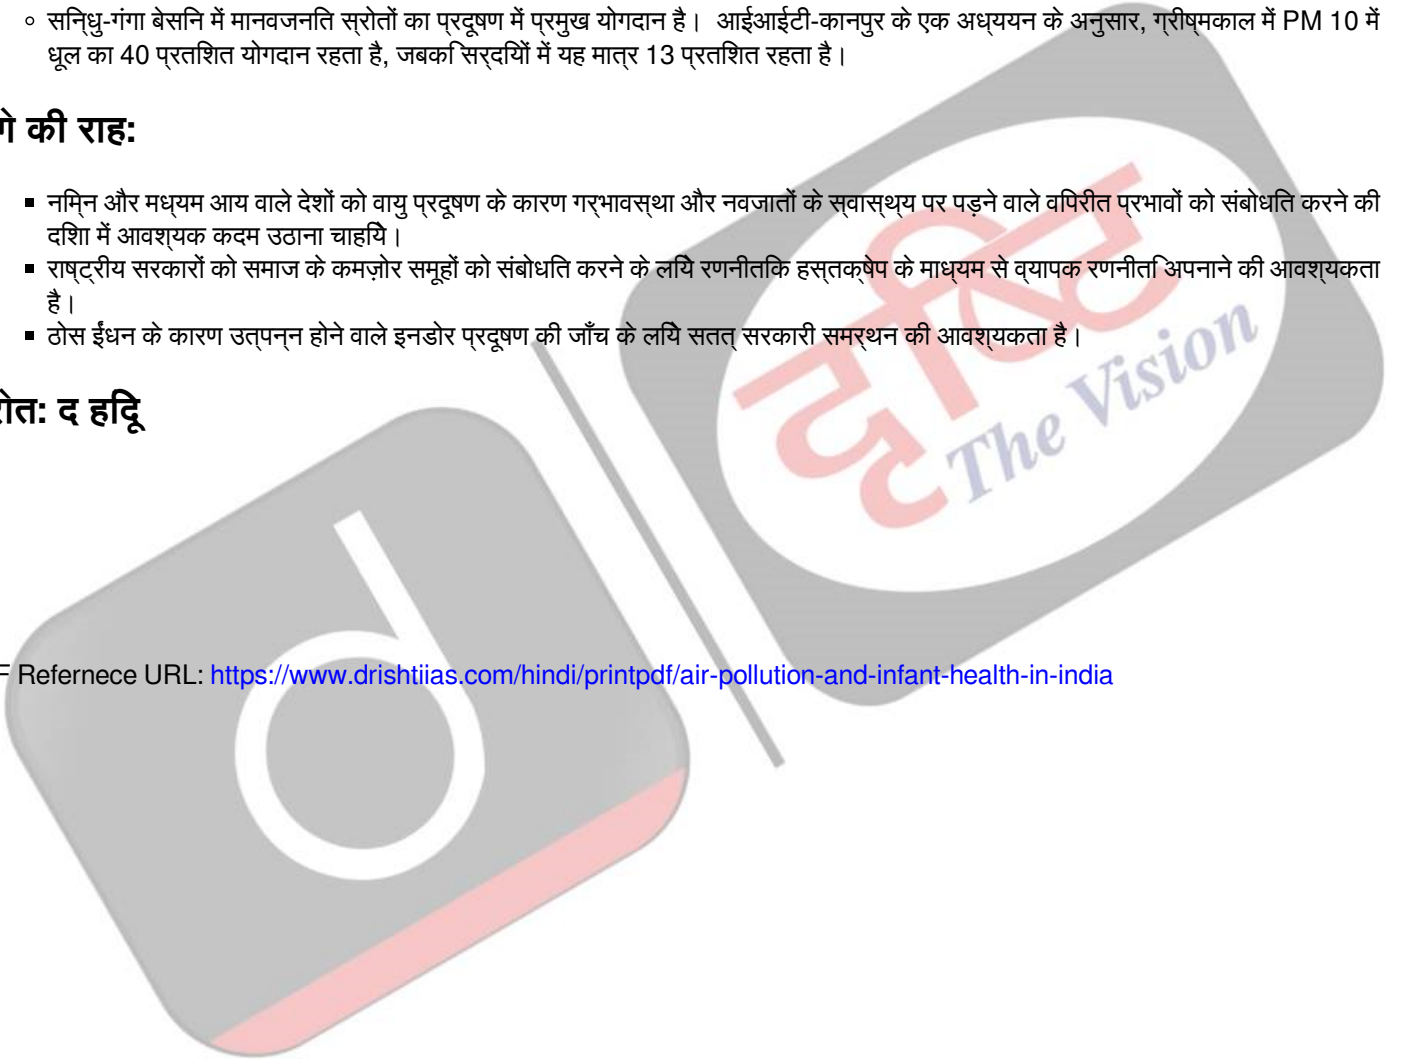 सिन्धु-गंगा बेसिन में मानवजनित स्रोतों का प्रदूषण में प्रमुख योगदान है। आईआईटी-कानपुर के एक अध्ययन के अनुसार, ग्रीष्मकाल में PM 10 में
धूल का 40 प्रतिशत योगदान रहता है, जबकि सर्दियों में यह मात्र 13 प्रतिशत रहता है।
गे की राह:
निम्न और मध्यम आय वाले देशों को वायु प्रदूषण के कारण गर्भावस्था और नवजातों के स्वास्थ्य पर पड़ने वाले विपरीत प्रभावों को संबोधित करने की
दिशा में आवश्यक कदम उठाना चाहिये।
राष्ट्रीय सरकारों को समाज के कमज़ोर समूहों को संबोधित करने के लिये रणनीतिक हस्तक्षेप के माध्यम से व्यापक रणनीति अपनाने की आवश्यकता
है।
ठोस ईंधन के कारण उत्पन्न होने वाले इनडोर प्रदूषण की जाँच के लिये सतत् सरकारी समर्थन की आवश्यकता है।
रोत: द हिंदू
F Refernece URL: https://www.drishtiias.com/hindi/printpdf/air-pollution-and-infant-health-in-india
दृष्टि
The Vision
d